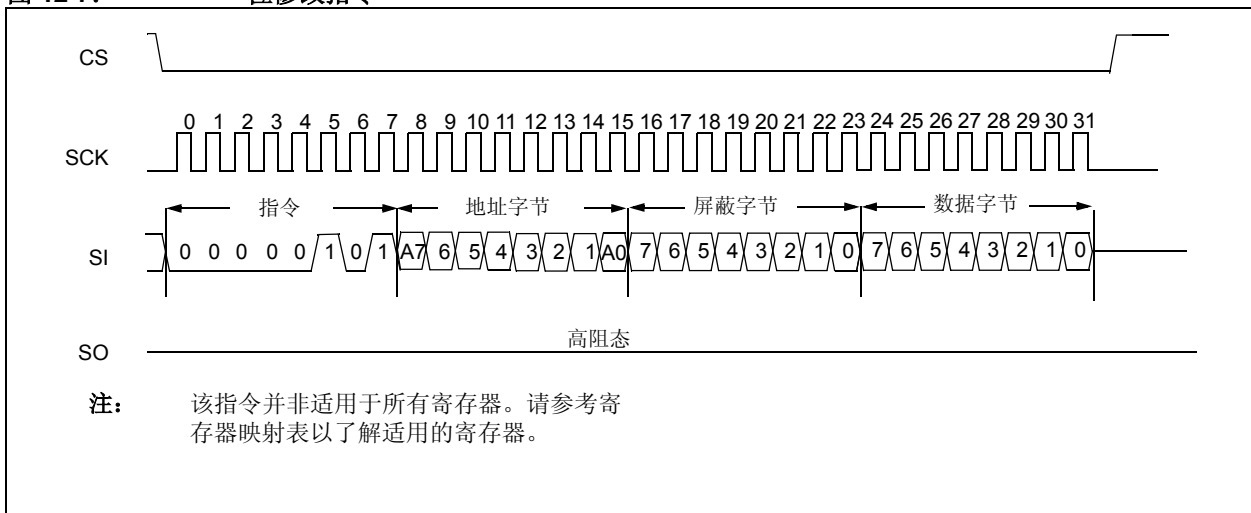 CS
0 1 2 3 4 5 6 7 8 9 10 11 12 13 14 15 16 17 18 19 20 21 22 23 24 25 26 27 28 29 30 31
SCK
指令 地址字节 屏蔽字节 数据字节
SI 0 0 0 0 0 1 0 1 A7 6 5 4 3 2 1 A0 7 6 5 4 3 2 1 0 7 6 5 4 3 2 1 0
高阻态
SO
注: 该指令并非适用于所有寄存器。请参考寄
存器映射表以了解适用的寄存器。